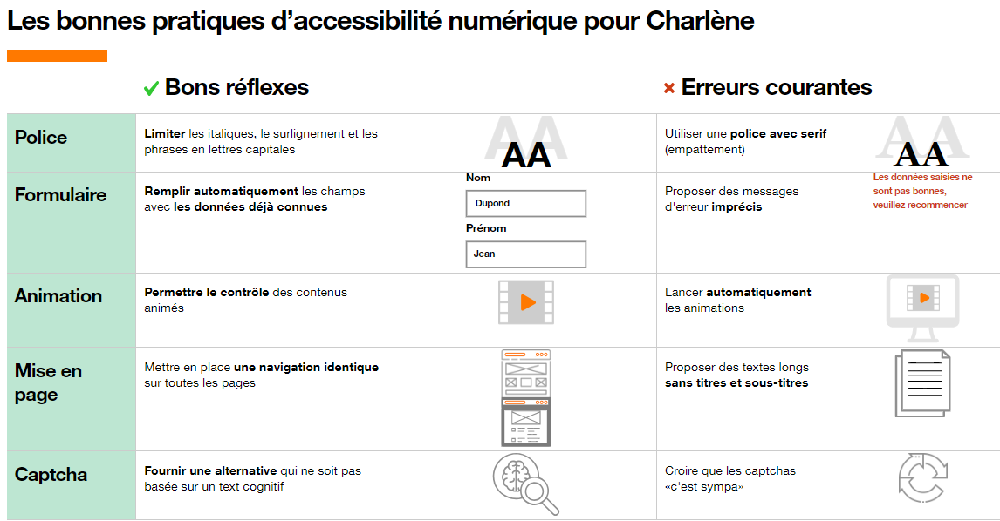 Les bonnes pratiques d’accessibilité numérique pour Charlène
Bons réflexes
Erreurs courantes
Police
Limiter les italiques, le surlignement et les
phrases en lettres capitales
AA
AA
Utiliser une police avec serif
(empattement)
AA
AA
Formulaire
Remplir automatiquement les champs
avec les données déjà connues
Nom
Dupond
Prénom
Jean
Proposer des messages
d'erreur imprécis
Les données saisies ne
sont pas bonnes,
veuillez recommencer
Animation
Permettre le contrôle des contenus
animés
Lancer automatiquement
les animations
Mise en
page
Mettre en place une navigation identique
sur toutes les pages
Proposer des textes longs
sans titres et sous-titres
Captcha
Fournir une alternative qui ne soit pas
basée sur un text cognitif
Croire que les captchas
«c'est sympa»